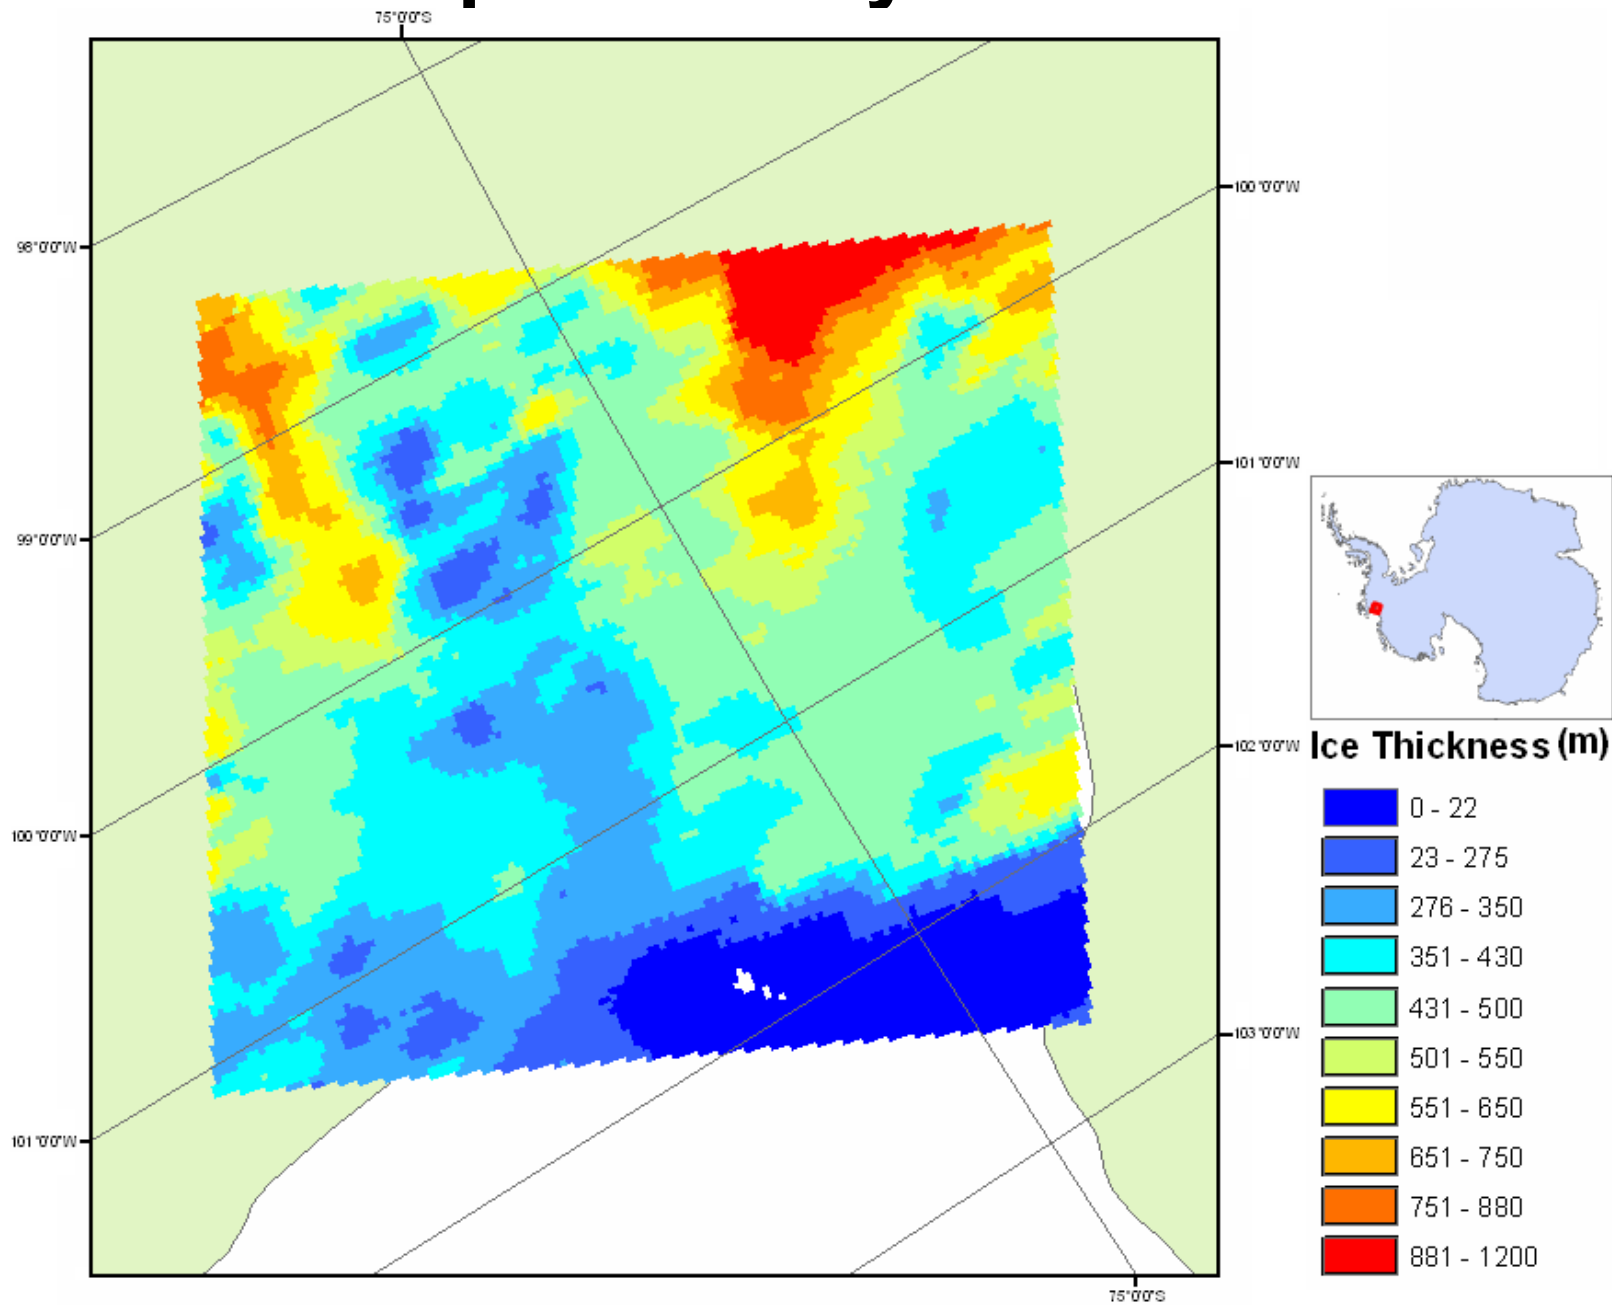 75°0'0"S
98°0'0"W
99°0'0"W
100°0'0"W
101°0'0"W
100°0'0"W
101°0'0"W
102°0'0"W
103°0'0"W
75°0'0"S
Ice Thickness (m)
0 - 22
23 - 275
276 - 350
351 - 430
431 - 500
501 - 550
551 - 650
651 - 750
751 - 880
881 - 1200